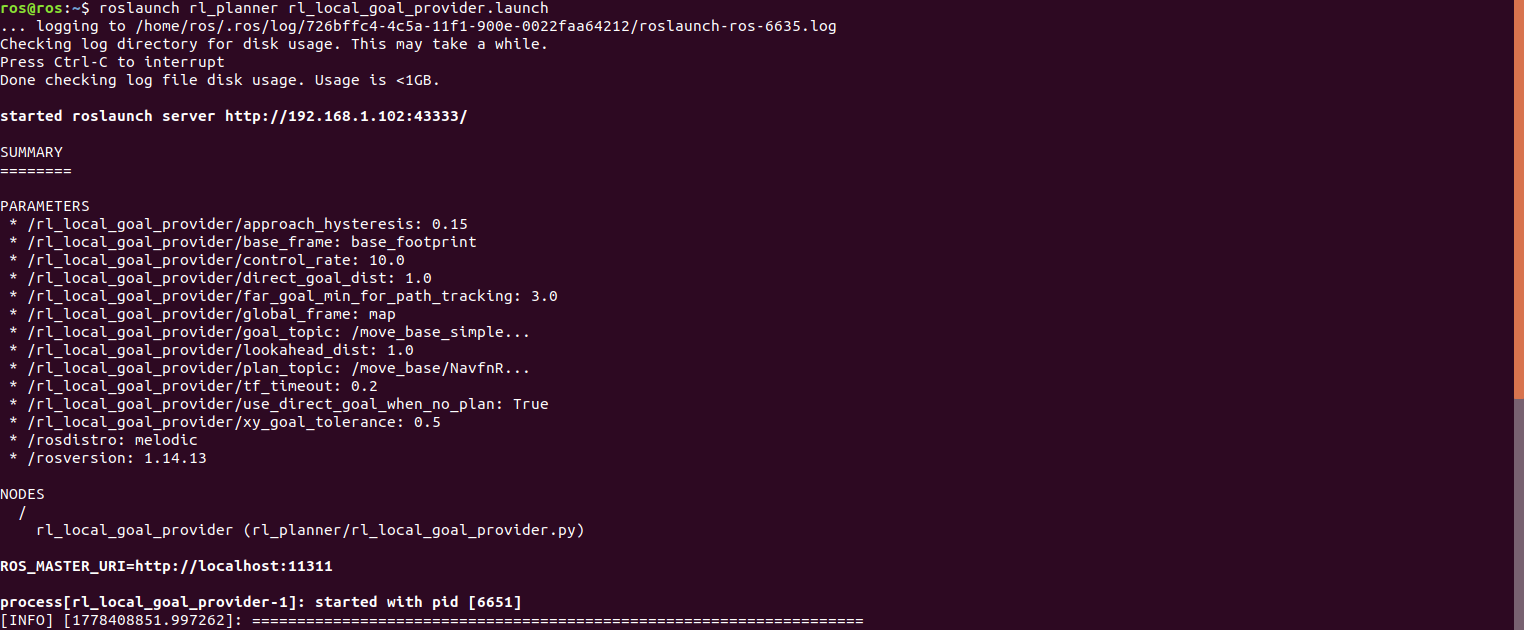 ros@ros:~$ roslaunch rl_planner rl_local_goal_provider.launch
... logging to /home/ros/.ros/log/726bffc4-4c5a-11f1-900e-0022faa64212/roslaunch-ros-6635.log
Checking log directory for disk usage. This may take a while.
Press Ctrl-C to interrupt
Done checking log file disk usage. Usage is <1GB.

started roslaunch server http://192.168.1.102:43333/

SUMMARY
========

PARAMETERS
 * /rl_local_goal_provider/approach_hysteresis: 0.15
 * /rl_local_goal_provider/base_frame: base_footprint
 * /rl_local_goal_provider/control_rate: 10.0
 * /rl_local_goal_provider/direct_goal_dist: 1.0
 * /rl_local_goal_provider/far_goal_min_for_path_tracking: 3.0
 * /rl_local_goal_provider/global_frame: map
 * /rl_local_goal_provider/goal_topic: /move_base_simple...
 * /rl_local_goal_provider/lookahead_dist: 1.0
 * /rl_local_goal_provider/plan_topic: /move_base/NavfnR...
 * /rl_local_goal_provider/tf_timeout: 0.2
 * /rl_local_goal_provider/use_direct_goal_when_no_plan: True
 * /rl_local_goal_provider/xy_goal_tolerance: 0.5
 * /rosdistro: melodic
 * /rosversion: 1.14.13

NODES
  /
    rl_local_goal_provider (rl_planner/rl_local_goal_provider.py)

ROS_MASTER_URI=http://localhost:11311

process[rl_local_goal_provider-1]: started with pid [6651]
[INFO] [1778408851.997262]: ====================================================================